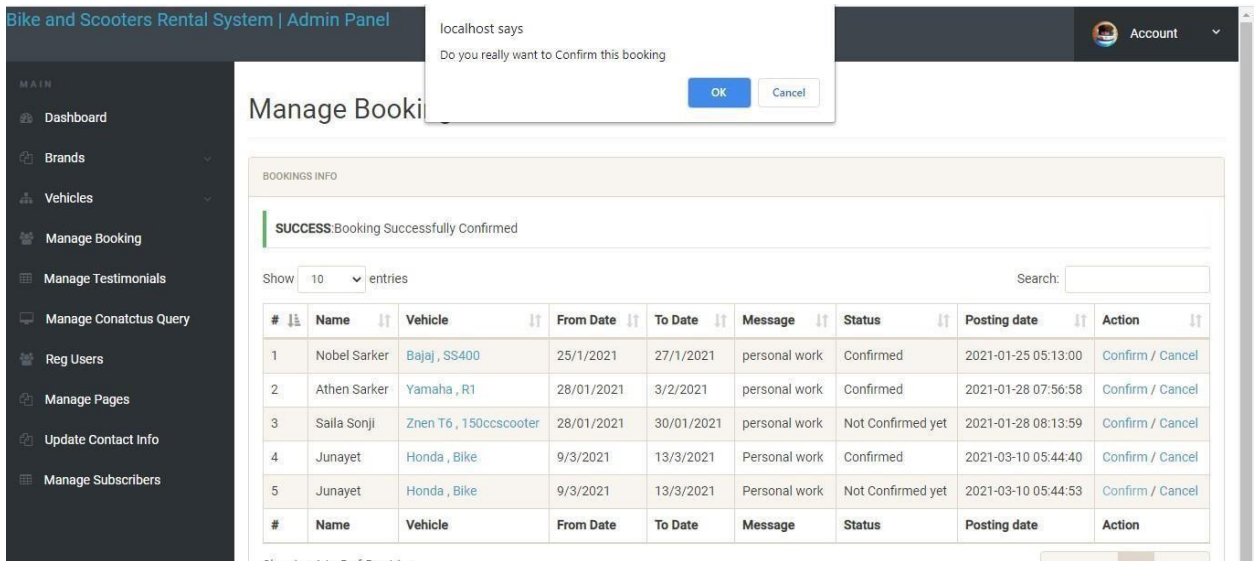 Bike and Scooters Rental System | Admin Panel
localhost says
Do you really want to Confirm this booking
OK Cancel
Account
MAIN
Dashboard
Brands
Vehicles
Manage Booking
Manage Testimonials
Manage Conatctus Query
Reg Users
Manage Pages
Update Contact Info
Manage Subscribers
Manage Bookin
BOOKINGS INFO
SUCCESS:Booking Successfully Confirmed
Show 10 entries Search:
# Name Vehicle From Date To Date Message Status Posting date Action
1 Nobel Sarker Bajaj , SS400 25/1/2021 27/1/2021 personal work Confirmed 2021-01-25 05:13:00 Confirm / Cancel
2 Athen Sarker Yamaha , R1 28/01/2021 3/2/2021 personal work Confirmed 2021-01-28 07:56:58 Confirm / Cancel
3 Saila Sonji Znen T6 , 150ccscooter 28/01/2021 30/01/2021 personal work Not Confirmed yet 2021-01-28 08:13:59 Confirm / Cancel
4 Junayet Honda , Bike 9/3/2021 13/3/2021 Personal work Confirmed 2021-03-10 05:44:40 Confirm / Cancel
5 Junayet Honda , Bike 9/3/2021 13/3/2021 Personal work Not Confirmed yet 2021-03-10 05:44:53 Confirm / Cancel
# Name Vehicle From Date To Date Message Status Posting date Action